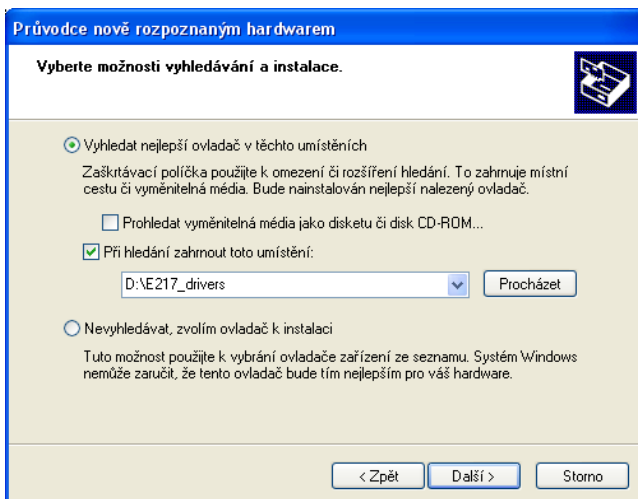 Průvodce nově rozpoznaným hardwarem
Vyberte možnosti vyhledávání a instalace.
Vyhledat nejlepší ovladač v těchto umístěních
Zaškrtávací políčka použijte k omezení či rozšíření hledání. To zahrnuje místní
cestu či vyměnitelná média. Bude nainstalován nejlepší nalezený ovladač.
Prohledat vyměnitelná média jako disketu či disk CD-ROM...
Při hledání zahrnout toto umístění:
D:\E217_drivers
Procházet
Nevyhledávat, zvolím ovladač k instalaci
Tuto možnost použijte k vybrání ovladače zařízení ze seznamu. Systém Windows
nemůže zaručit, že tento ovladač bude tím nejlepším pro váš hardware.
< Zpět
Další >
Storno